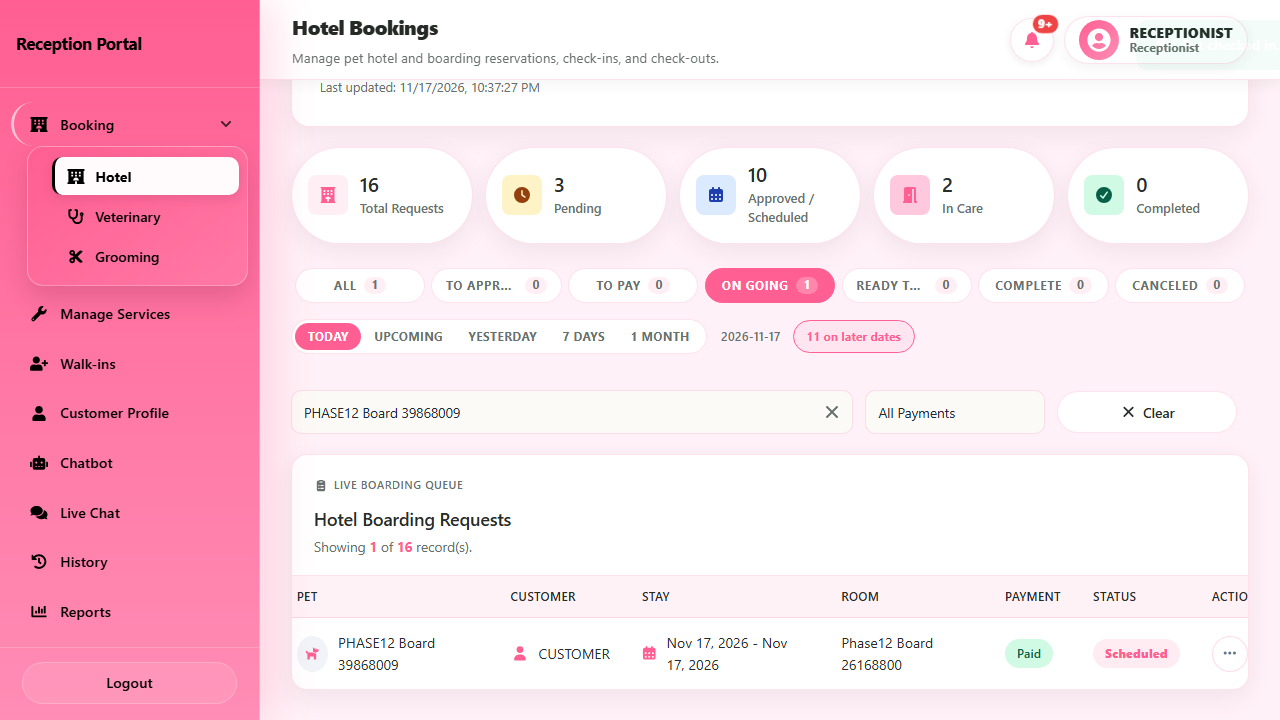 Reception Portal
Booking
Hotel
Veterinary
Grooming
Manage Services
Walk-ins
Customer Profile
Chatbot
Live Chat
History
Reports
Logout
Hotel Bookings
Manage pet hotel and boarding reservations, check-ins, and check-outs.
9+
RECEPTIONIST
Receptionist
Last updated: 11/17/2026, 10:37:27 PM
16
Total Requests
3
Pending
10
Approved /
Scheduled
2
In Care
0
Completed
ALL 1
TO APPR... 0
TO PAY 0
ON GOING 1
READY T... 0
COMPLETE 0
CANCELED 0
TODAY UPCOMING YESTERDAY 7 DAYS 1 MONTH 2026-11-17 11 on later dates
PHASE12 Board 39868009
All Payments
Clear
LIVE BOARDING QUEUE
Hotel Boarding Requests
Showing 1 of 16 record(s).
PET CUSTOMER STAY ROOM PAYMENT STATUS ACTIO
PHASE12 Board
39868009
CUSTOMER
Nov 17, 2026 - Nov
17, 2026
Phase12 Board
26168800
Paid
Scheduled